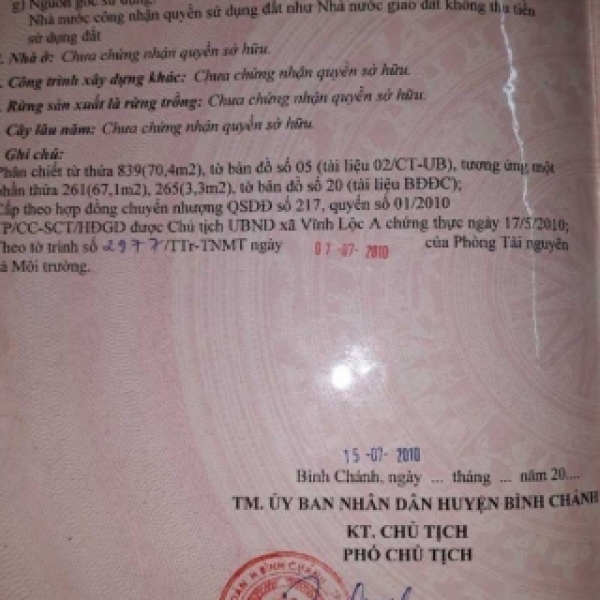 g) Nguồn gốc sử dụng:
Nhà nước công nhận quyền sử dụng đất như Nhà nước giao đất không thu tiền
sử dụng đất
. Nhà ở: Chưa chứng nhận quyền sở hữu.
. Công trình xây dựng khác: Chưa chứng nhận quyền sở hữu.
. Rừng sản xuất là rừng trồng: Chưa chứng nhận quyền sở hữu.
. Cây lâu năm: Chưa chứng nhận quyền sở hữu.
Ghi chú:
Phân chiết từ thửa 839(70,4m2), tờ bản đồ số 05 (tài liệu 02/CT-UB), tương ứng một
phần thửa 261(67,1m2), 265(3,3m2), tờ bản đồ số 20 (tài liệu BĐĐC);
Cấp theo hợp đồng chuyển nhượng QSDĐ số 217, quyển số 01/2010
TP/CC-SCT/HĐGD được Chủ tịch UBND xã Vĩnh Lộc A chứng thực ngày 17/5/2010;
Theo tờ trình số 2977/TTr-TNMT ngày 07-07-2010 của Phòng Tài nguyên
à Môi trường.
15-07-2010
Bình Chánh, ngày ... tháng ... năm 20....
TM. ỦY BAN NHÂN DÂN HUYỆN BÌNH CHÁNH
KT. CHỦ TỊCH
PHÓ CHỦ TỊCH
DÂN H BÌNH CHÁNH